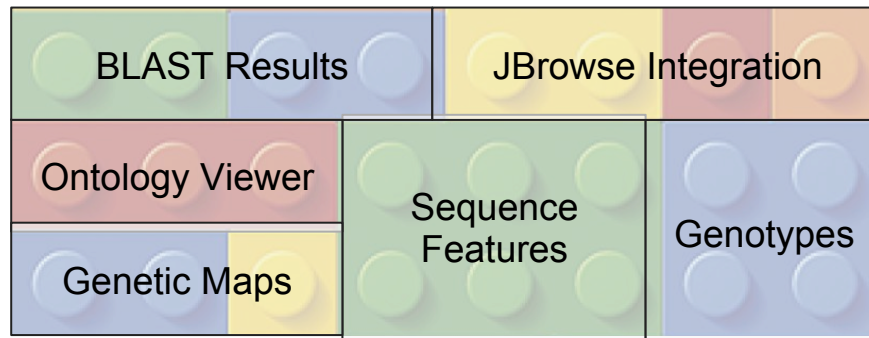 BLAST Results
JBrowse Integration
Ontology Viewer
Sequence
Features
Genotypes
Genetic Maps